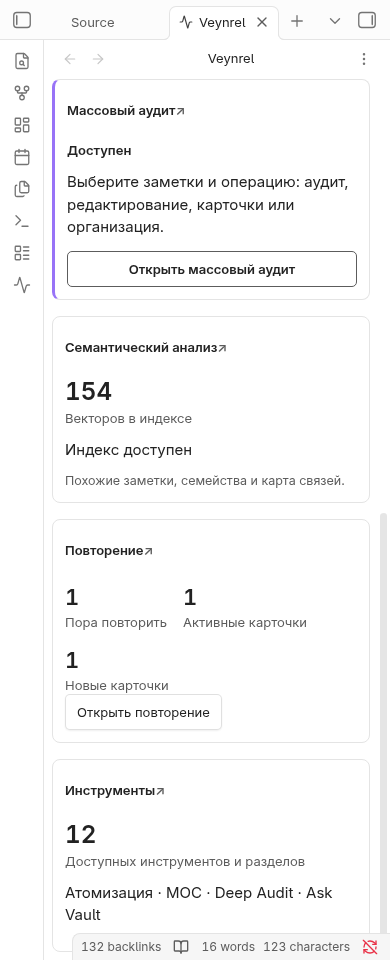 Source
Veynrel
Veynrel
Массовый аудит↗
Доступен
Выберите заметки и операцию: аудит,
редактирование, карточки или
организация.
Открыть массовый аудит
Семантический анализ↗
154
Векторов в индексе
Индекс доступен
Похожие заметки, семейства и карта связей.
Повторение↗
1 1
Пора повторить Активные карточки
1
Новые карточки
Открыть повторение
Инструменты↗
12
Доступных инструментов и разделов
Атомизация · MOC · Deep Audit · Ask
Vault
132 backlinks 16 words 123 characters